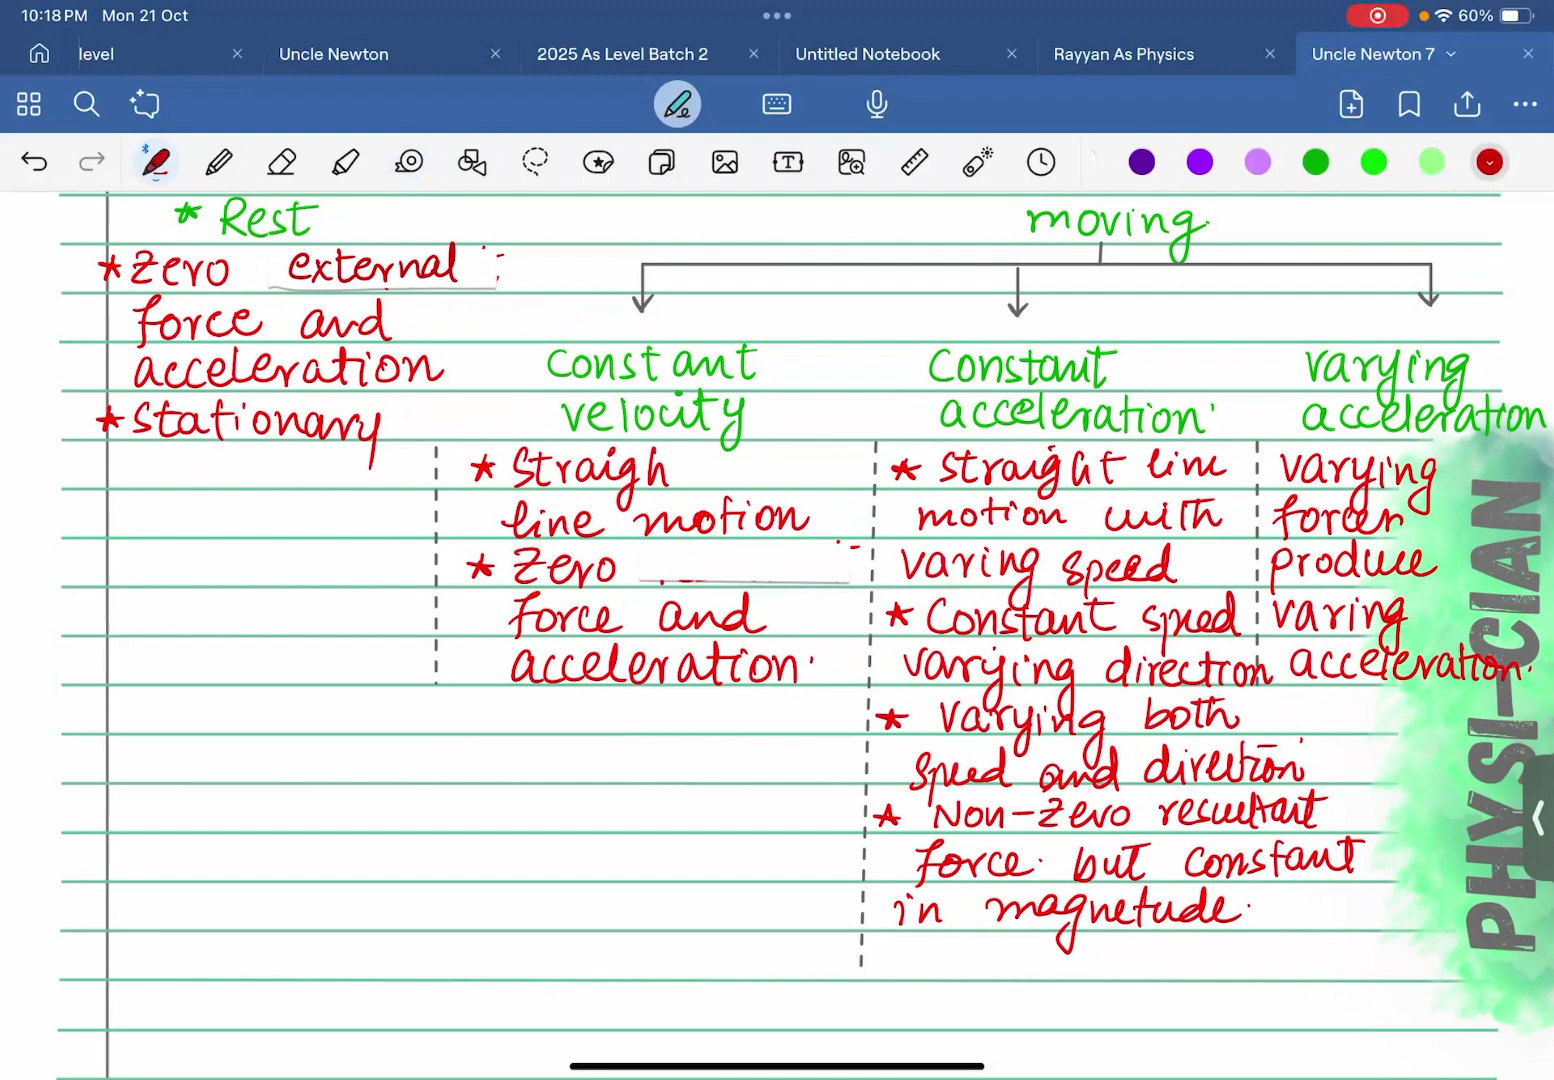 10:18 PM Mon 21 Oct
60%
level
Uncle Newton
2025 As Level Batch 2
Untitled Notebook
Rayyan As Physics
Uncle Newton 7
* Rest
* Zero external
force and
acceleration
* Stationary
moving
Constant
velocity
* Straigh
line motion
* Zero
force and
acceleration.
Constant
acceleration
* straight line
motion with
varing speed
* Constant speed
varying direction
* Varying both
speed and direction
* Non-Zero resultant
force but constant
in magnetude.
varying
acceleration
varying
forces
produce
varing
acceleration.
PHYSI-CIAN